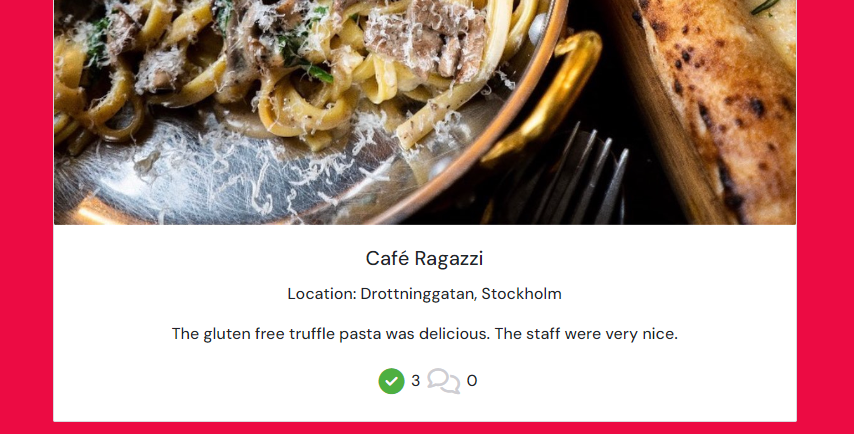 Café Ragazzi
Location: Drottninggatan, Stockholm
The gluten free truffle pasta was delicious. The staff were very nice.
3 0